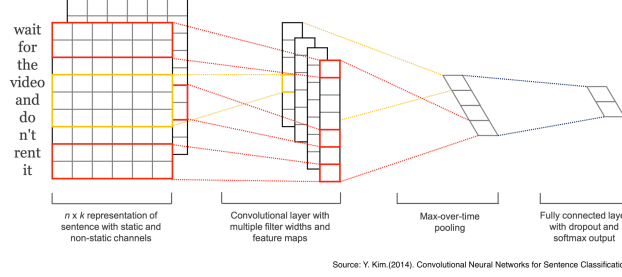 wait
for
the
video
and
do
n't
rent
it
n x k representation of
sentence with static and
non-static channels
Convolutional layer with
multiple filter widths and
feature maps
Max-over-time
pooling
Fully connected laye
with dropout and
softmax output
Source: Y. Kim.(2014). Convolutional Neural Networks for Sentence Classificatio